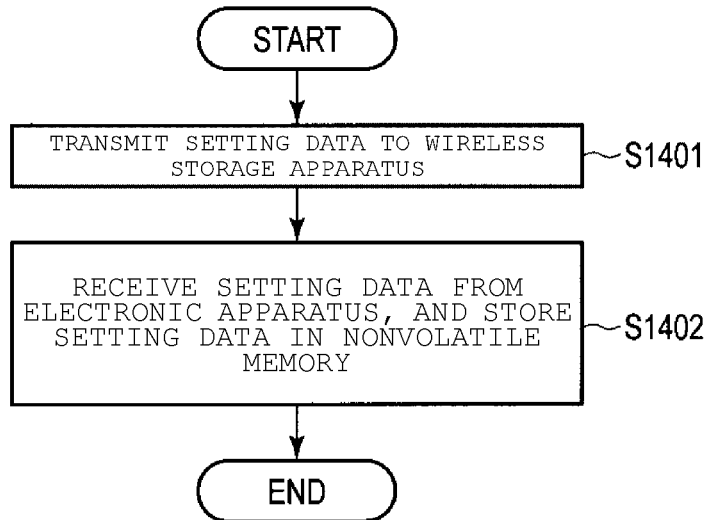 START
TRANSMIT SETTING DATA TO WIRELESS
STORAGE APPARATUS
S1401
RECEIVE SETTING DATA FROM
ELECTRONIC APPARATUS, AND STORE
SETTING DATA IN NONVOLATILE
MEMORY
S1402
END